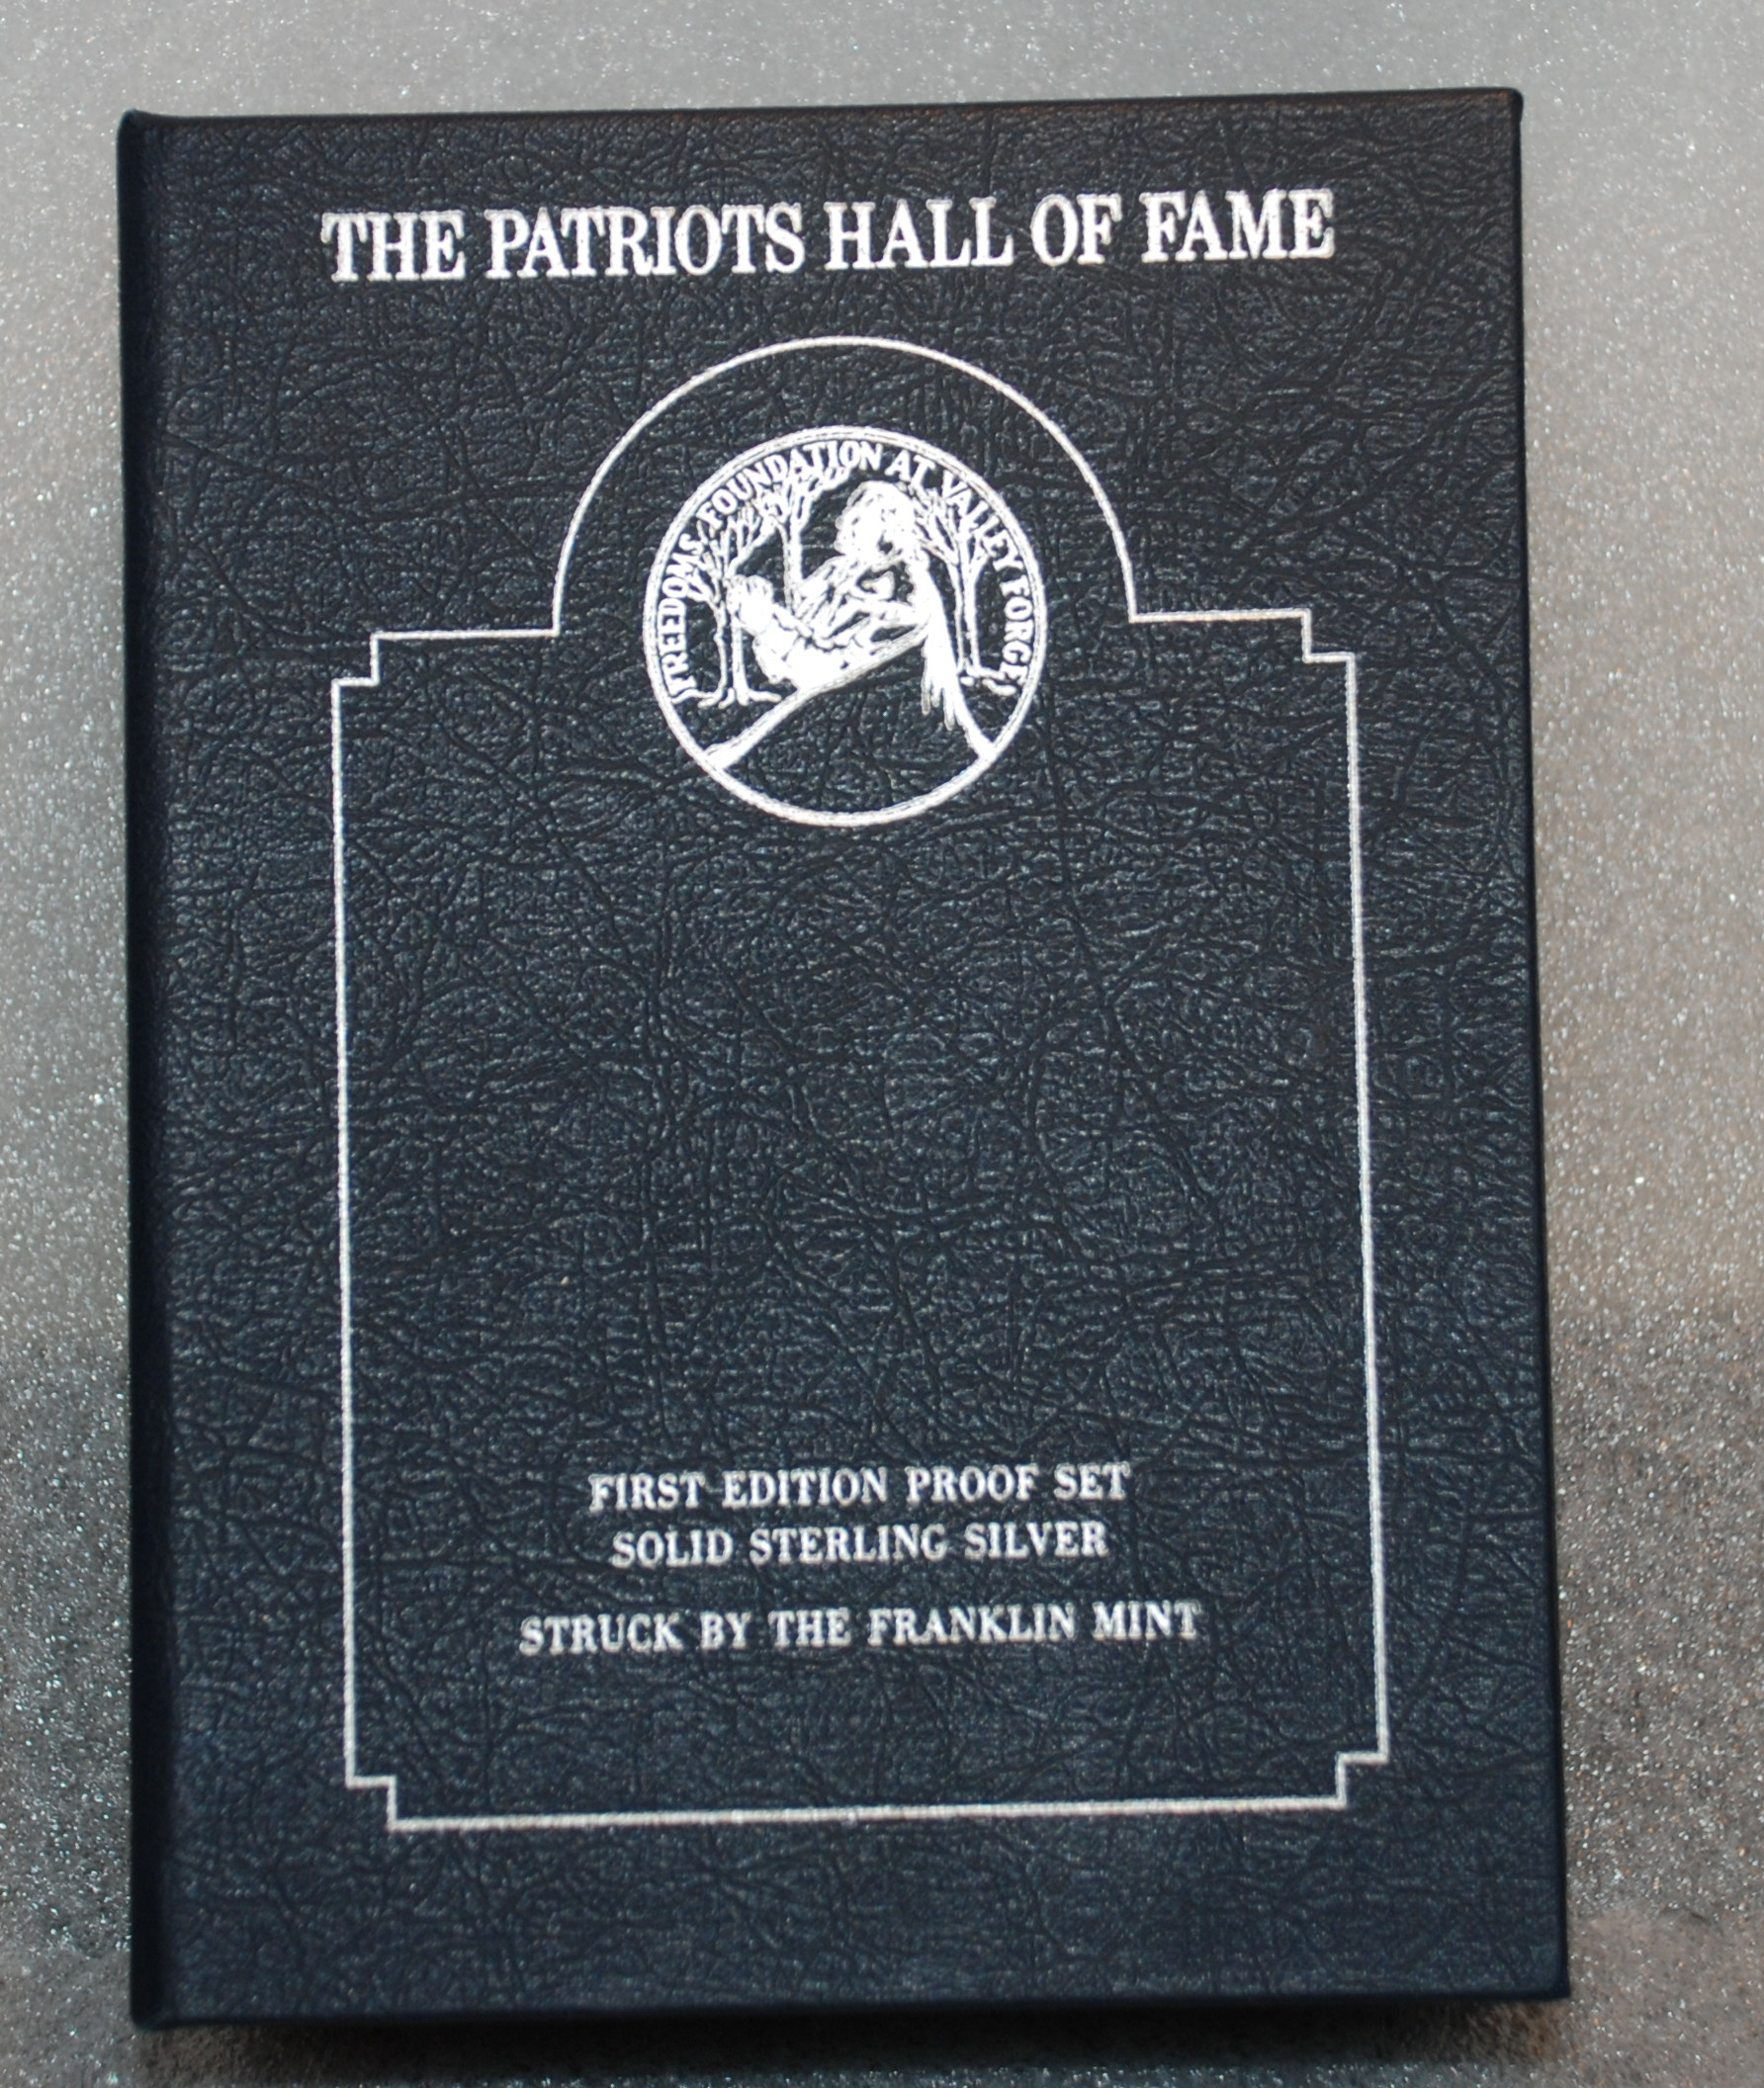 THE PATRIOTS HALL OF FAME
FREEDOMS FOUNDATION AT VALLEY FORGE
FIRST EDITION PROOF SET
SOLID STERLING SILVER
STRUCK BY THE FRANKLIN MINT